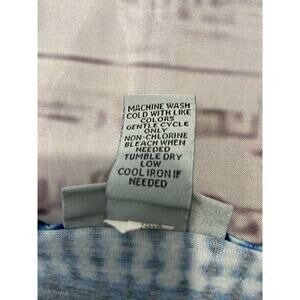 MACHINE WASH
COLD WITH LIKE
COLORS
GENTLE CYCLE
ONLY
NON-CHLORINE
BLEACH WHEN
NEEDED
TUMBLE DRY
LOW
COOL IRON IF
NEEDED